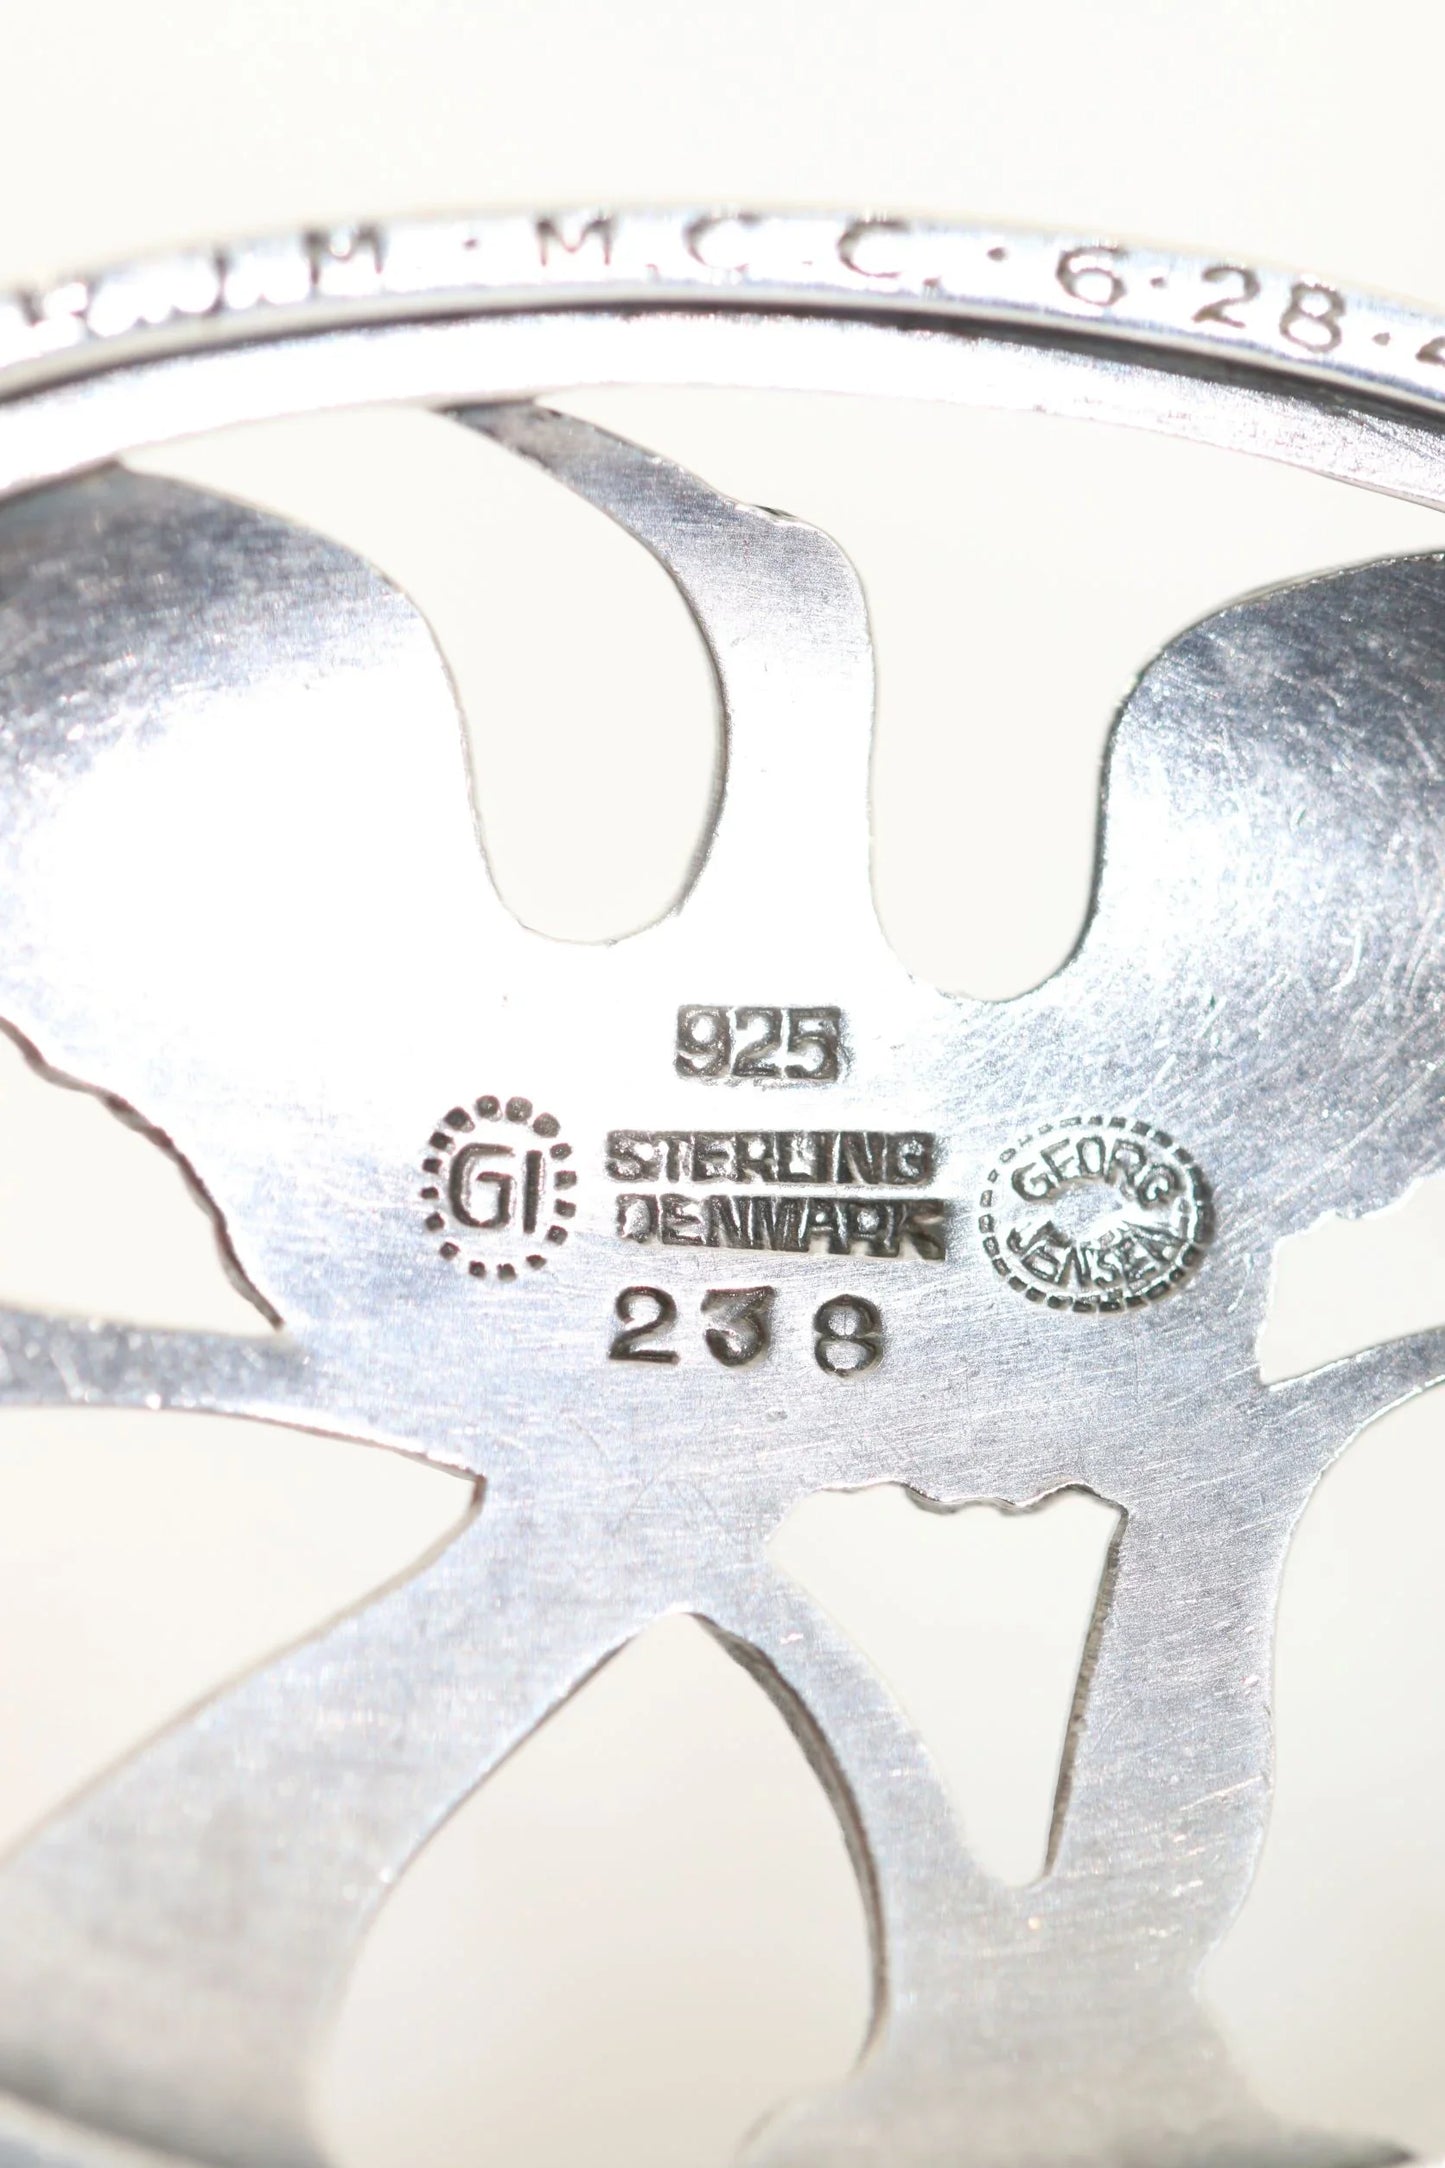 M · M.C.C. · 6·28·
925
GI
STERLING
DENMARK
GEORG
JENSEN
238